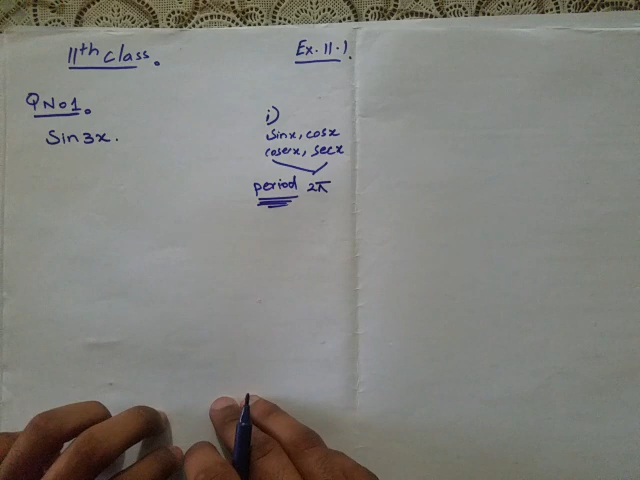 11th class.
Ex. 11.1.
Q No 1.
Sin3x.
i)
Sinx, cosx
cosecx, secx
period 2π